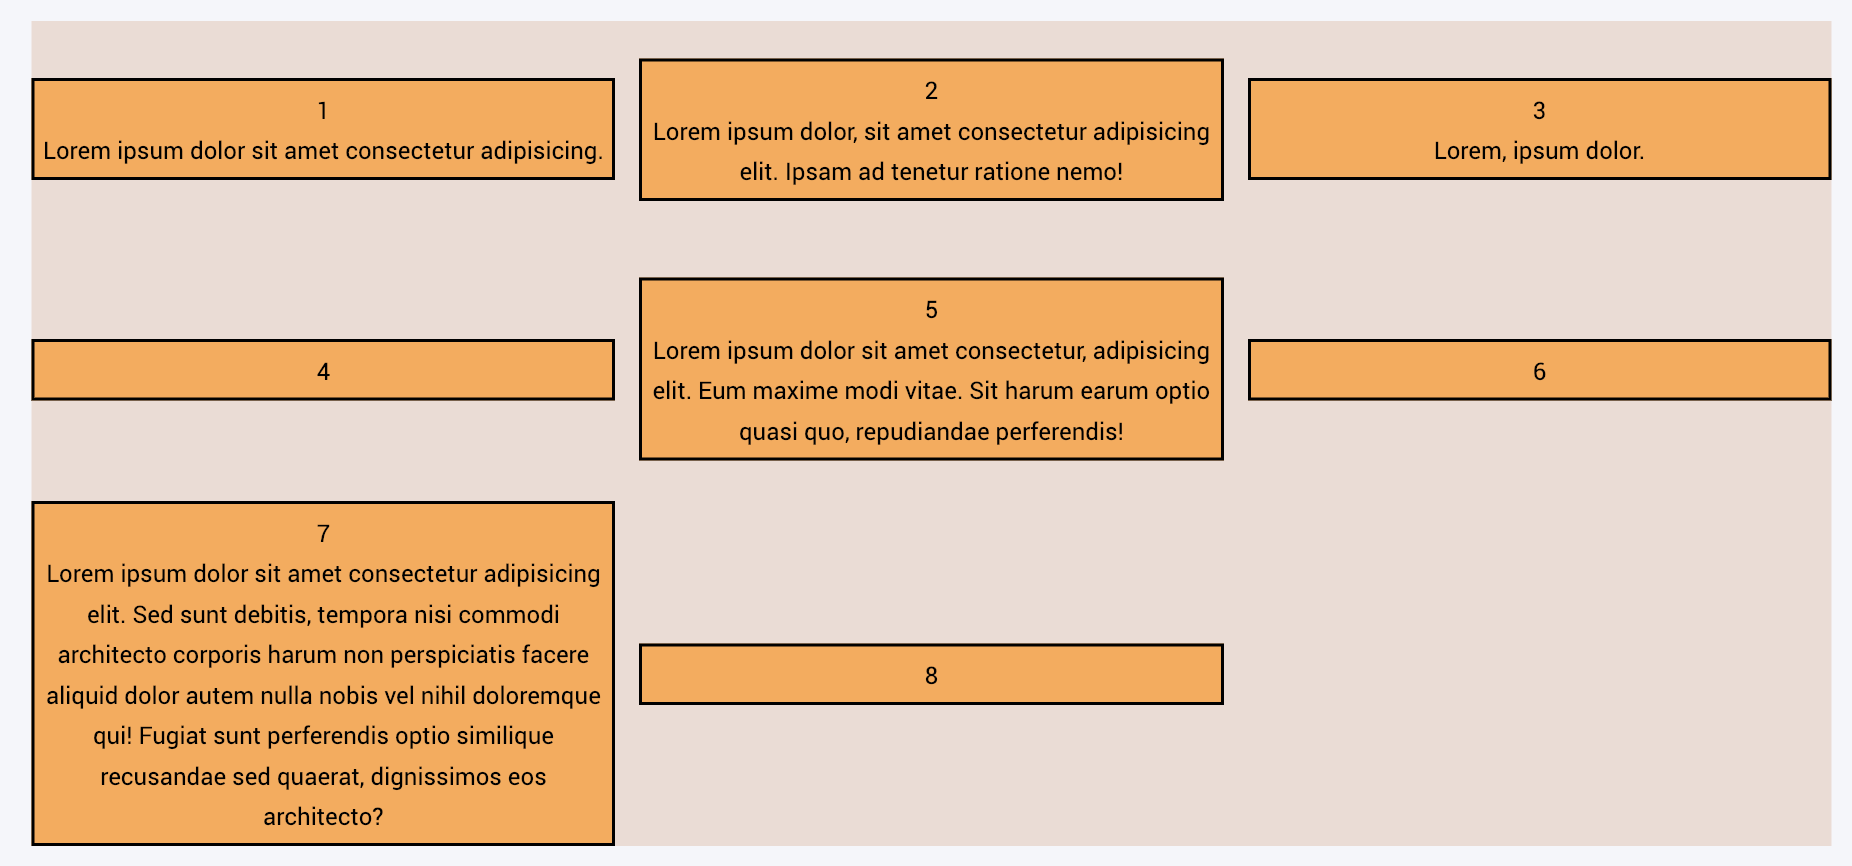 1
Lorem ipsum dolor sit amet consectetur adipisicing.
2
Lorem ipsum dolor, sit amet consectetur adipisicing
elit. Ipsam ad tenetur ratione nemo!
3
Lorem, ipsum dolor.
4
5
Lorem ipsum dolor sit amet consectetur, adipisicing
elit. Eum maxime modi vitae. Sit harum earum optio
quasi quo, repudiandae perferendis!
6
7
Lorem ipsum dolor sit amet consectetur adipisicing
elit. Sed sunt debitis, tempora nisi commodi
architecto corporis harum non perspiciatis facere
aliquid dolor autem nulla nobis vel nihil doloremque
qui! Fugiat sunt perferendis optio similique
recusandae sed quaerat, dignissimos eos
architecto?
8